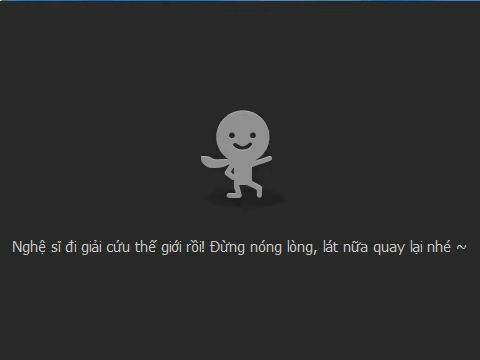 Nghệ sĩ đi giải cứu thế giới rồi! Đừng nóng lòng, lát nữa quay lại nhé ~